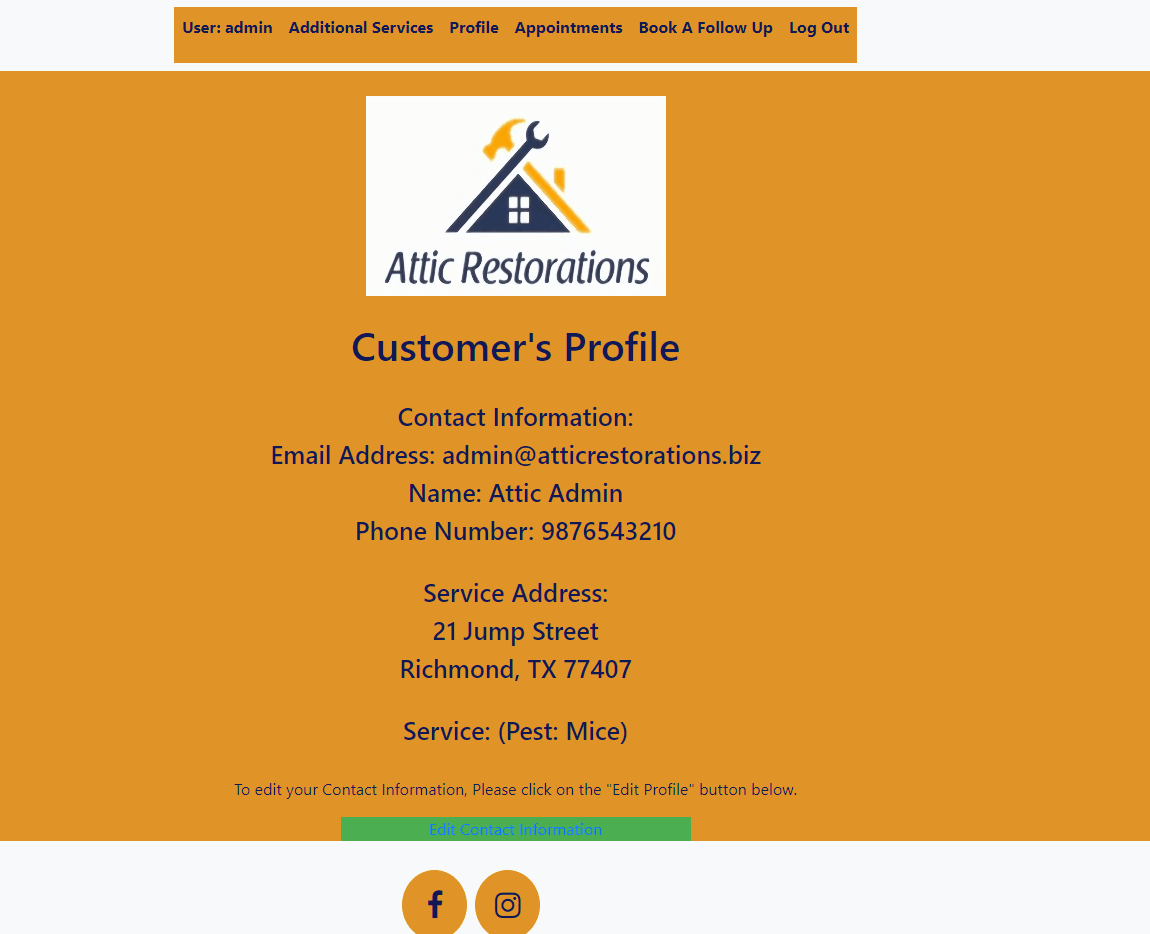 User: admin Additional Services Profile Appointments Book A Follow Up Log Out
Attic Restorations
Customer's Profile
Contact Information:
Email Address: admin@atticrestorations.biz
Name: Attic Admin
Phone Number: 9876543210
Service Address:
21 Jump Street
Richmond, TX 77407
Service: (Pest: Mice)
To edit your Contact Information, Please click on the "Edit Profile" button below.
Edit Contact Information